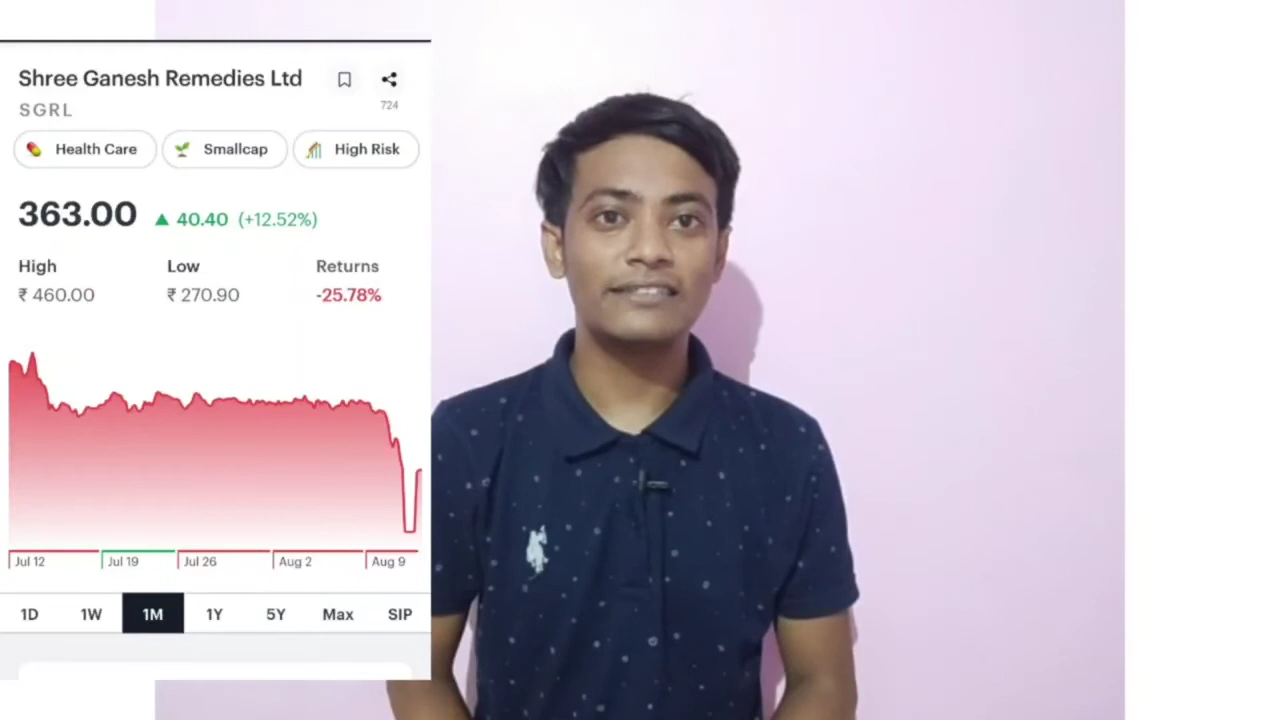 Shree Ganesh Remedies Ltd
724
SGRL
Health Care Smallcap High Risk
363.00 ▲ 40.40 (+12.52%)
High Low Returns
₹ 460.00 ₹ 270.90 -25.78%
Jul 12 Jul 19 Jul 26 Aug 2 Aug 9
1D 1W 1M 1Y 5Y Max SIP